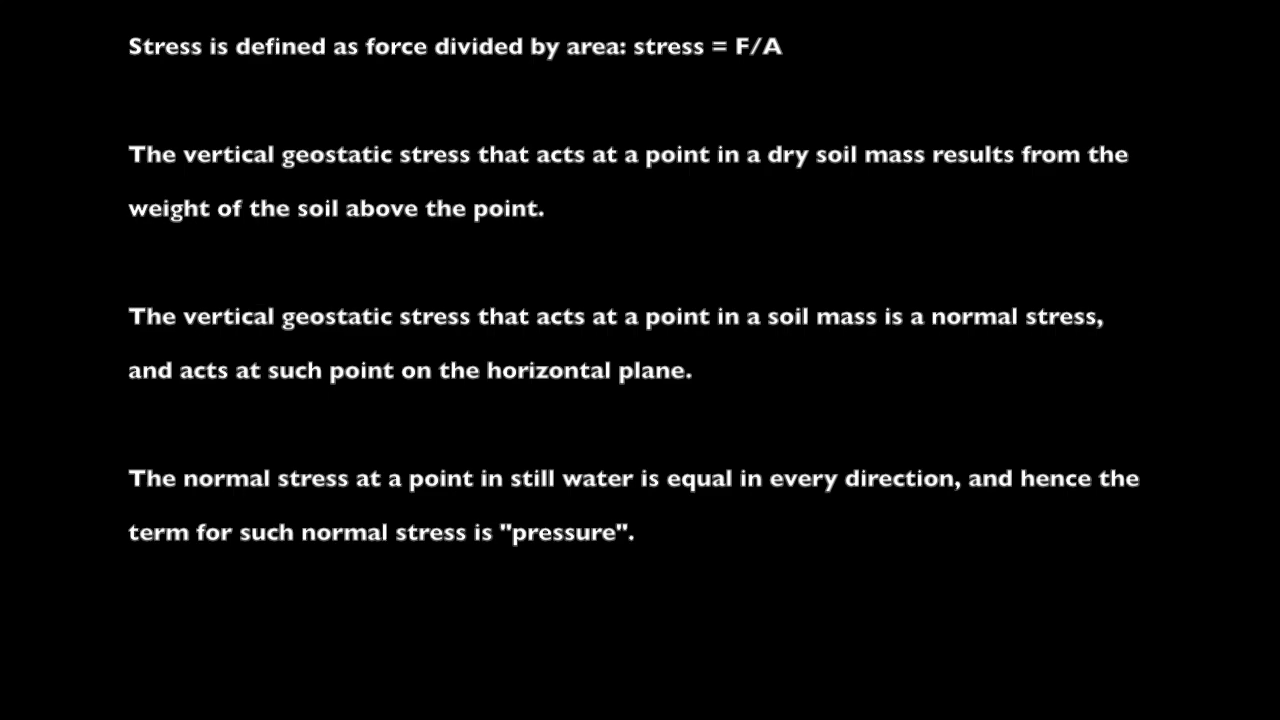 Stress is defined as force divided by area: stress = F/A
The vertical geostatic stress that acts at a point in a dry soil mass results from the
weight of the soil above the point.
The vertical geostatic stress that acts at a point in a soil mass is a normal stress,
and acts at such point on the horizontal plane.
The normal stress at a point in still water is equal in every direction, and hence the
term for such normal stress is "pressure".